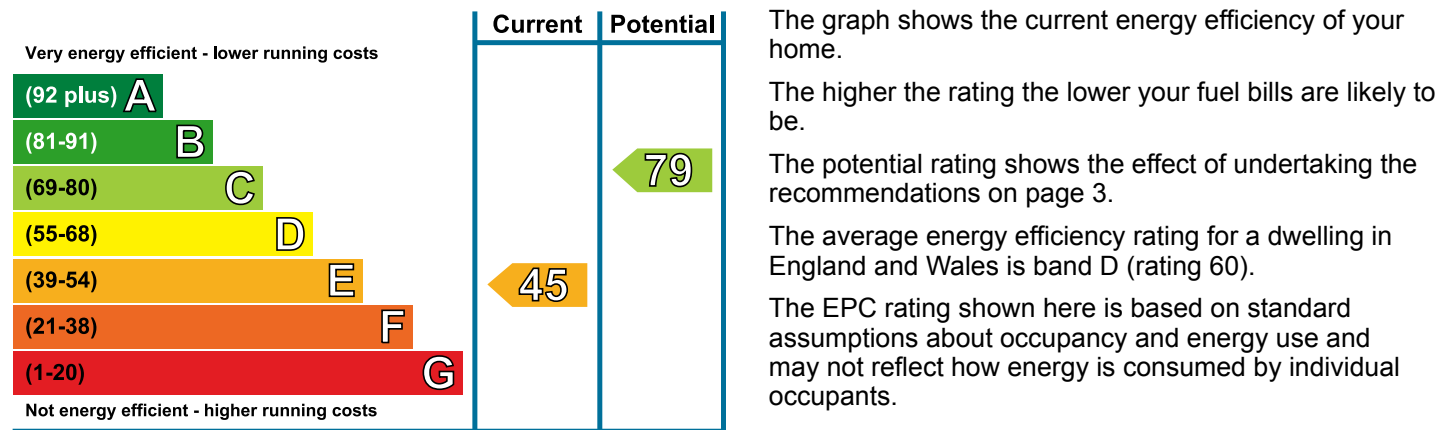 Current Potential
Very energy efficient - lower running costs
(92 plus) A
(81-91) B
(69-80) C
79
(55-68) D
(39-54) E
45
(21-38) F
(1-20) G
Not energy efficient - higher running costs
The graph shows the current energy efficiency of your
home.
The higher the rating the lower your fuel bills are likely to
be.
The potential rating shows the effect of undertaking the
recommendations on page 3.
The average energy efficiency rating for a dwelling in
England and Wales is band D (rating 60).
The EPC rating shown here is based on standard
assumptions about occupancy and energy use and
may not reflect how energy is consumed by individual
occupants.